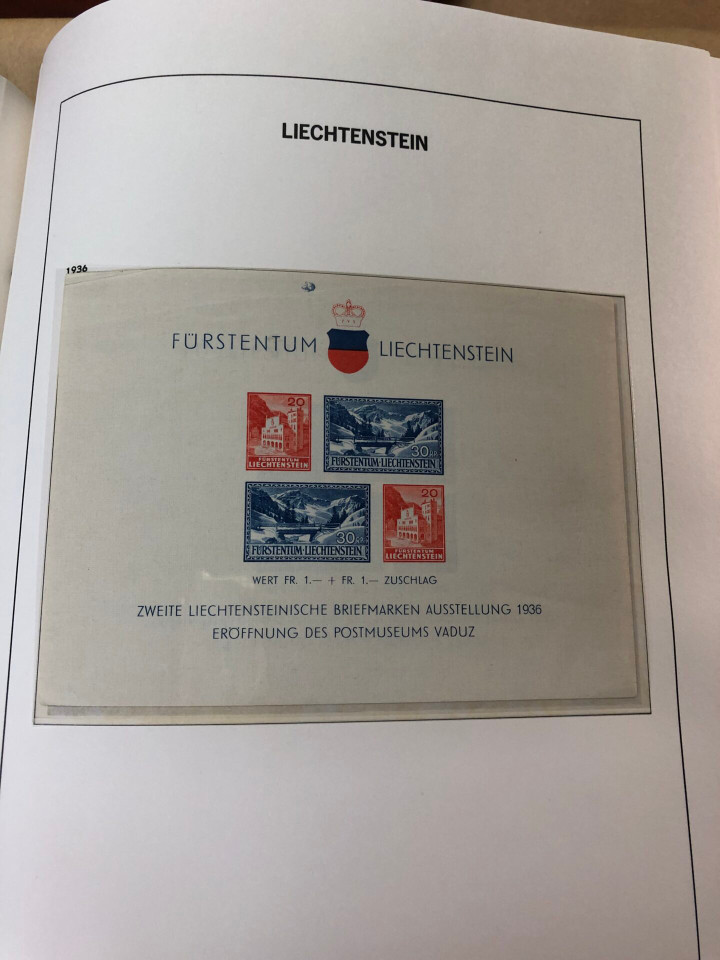 LIECHTENSTEIN
1936
FÜRSTENTUM LIECHTENSTEIN
20
FÜRSTENTUM
LIECHTENSTEIN
30
FÜRSTENTUM·LIECHTENSTEIN
30
FÜRSTENTUM·LIECHTENSTEIN
20
FÜRSTENTUM
LIECHTENSTEIN
WERT FR. 1.— + FR. 1.— ZUSCHLAG
ZWEITE LIECHTENSTEINISCHE BRIEFMARKEN AUSSTELLUNG 1936
ERÖFFNUNG DES POSTMUSEUMS VADUZ